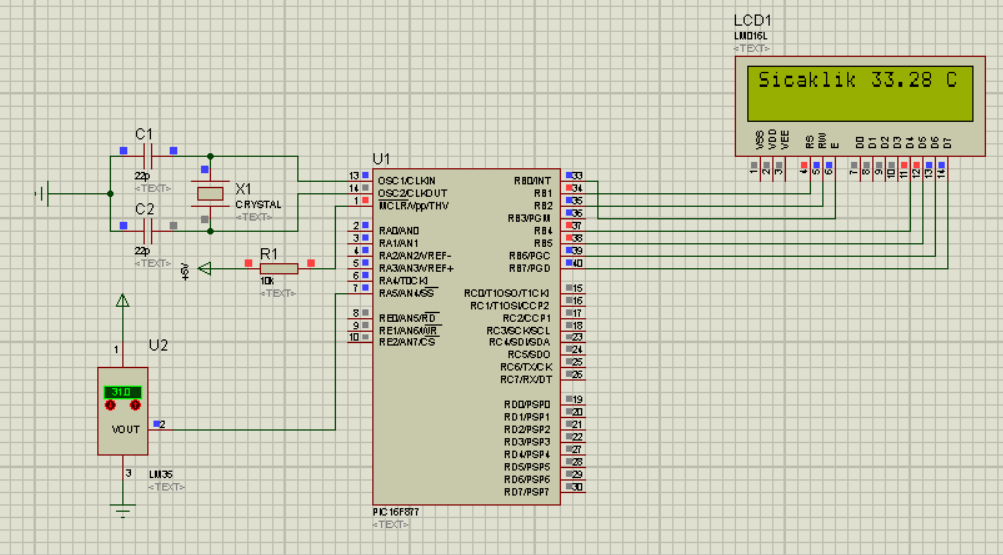 LCD1
LM016L
<TEXT>
Sicaklik 33.28 C
VSS VDD VEE RS RW E D0 D1 D2 D3 D4 D5 D6 D7
1 2 3 4 5 6 7 8 9 10 11 12 13 14
C1
22p
<TEXT>
X1
CRYSTAL
<TEXT>
C2
22p
<TEXT>
R1
10k
<TEXT>
+5V
U1
13 OSC1/CLKIN
14 OSC2/CLKOUT
1 MCLR/Vpp/THV
2 RA0/AN0
3 RA1/AN1
4 RA2/AN2/VREF-
5 RA3/AN3/VREF+
6 RA4/T0CKI
7 RA5/AN4/SS
8 RE0/AN5/RD
9 RE1/AN6/WR
10 RE2/AN7/CS
RB0/INT 33
RB1 34
RB2 35
RB3/PGM 36
RB4 37
RB5 38
RB6/PGC 39
RB7/PGD 40
RC0/T1OSO/T1CKI 15
RC1/T1OSI/CCP2 16
RC2/CCP1 17
RC3/SCK/SCL 18
RC4/SDI/SDA 23
RC5/SDO 24
RC6/TX/CK 25
RC7/RX/DT 26
RD0/PSP0 19
RD1/PSP1 20
RD2/PSP2 21
RD3/PSP3 22
RD4/PSP4 27
RD5/PSP5 28
RD6/PSP6 29
RD7/PSP7 30
PIC16F877
<TEXT>
U2
1
31.0
VOUT
2
3
LM35
<TEXT>